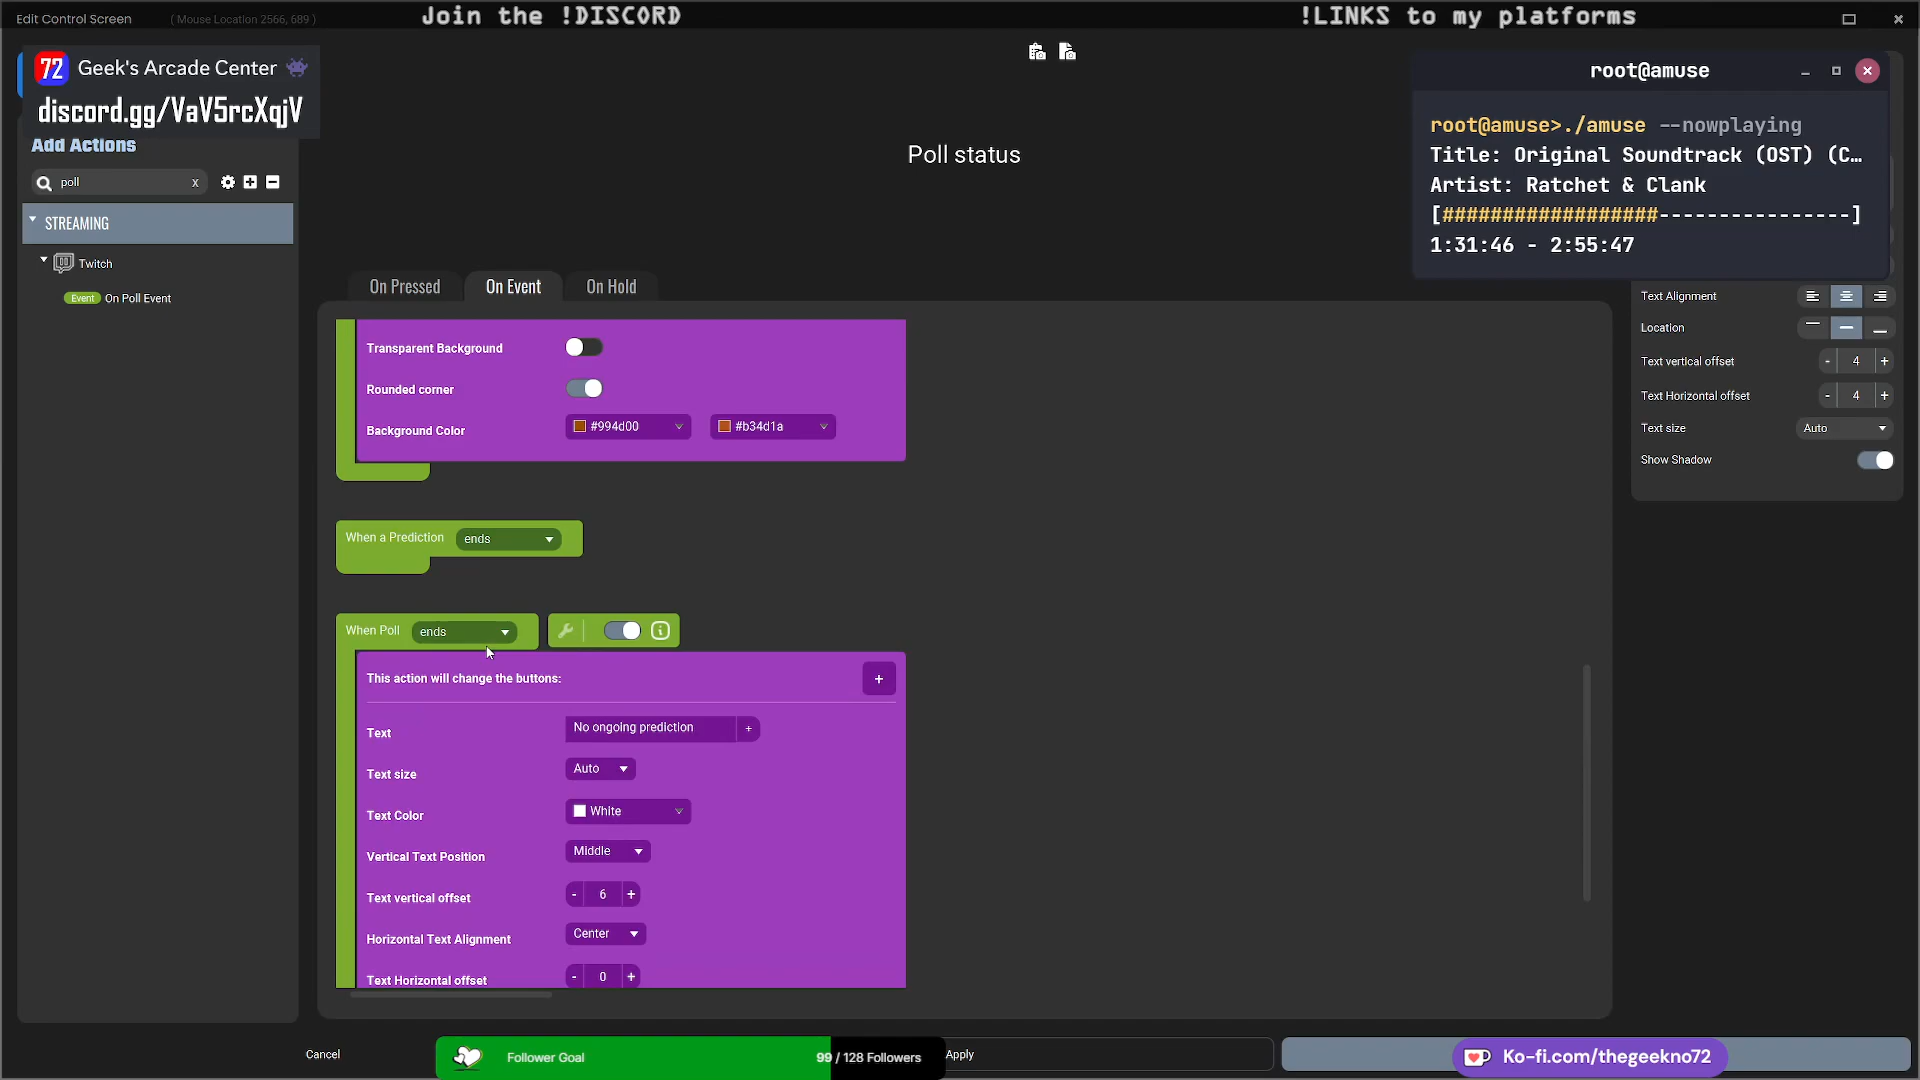 Edit Control Screen
( Mouse Location 2566, 689 )
Join the !DISCORD
!LINKS to my platforms
72 Geek's Arcade Center
discord.gg/VaV5rcXqjV
Add Actions
poll
x
STREAMING
Twitch
Event On Poll Event
Poll status
root@amuse
root@amuse>./amuse --nowplaying
Title: Original Soundtrack (OST) (C…
Artist: Ratchet & Clank
[##################----------------]
1:31:46 - 2:55:47
On Pressed
On Event
On Hold
Transparent Background
Rounded corner
Background Color
#994d00
#b34d1a
When a Prediction ends
When Poll ends
This action will change the buttons:
+
Text
No ongoing prediction
+
Text size
Auto
Text Color
White
Vertical Text Position
Middle
Text vertical offset
- 6 +
Horizontal Text Alignment
Center
Text Horizontal offset
- 0 +
Text Alignment
Location
Text vertical offset
- 4 +
Text Horizontal offset
- 4 +
Text size
Auto
Show Shadow
Cancel
Follower Goal
99 / 128 Followers
Apply
Ko-fi.com/thegeekno72